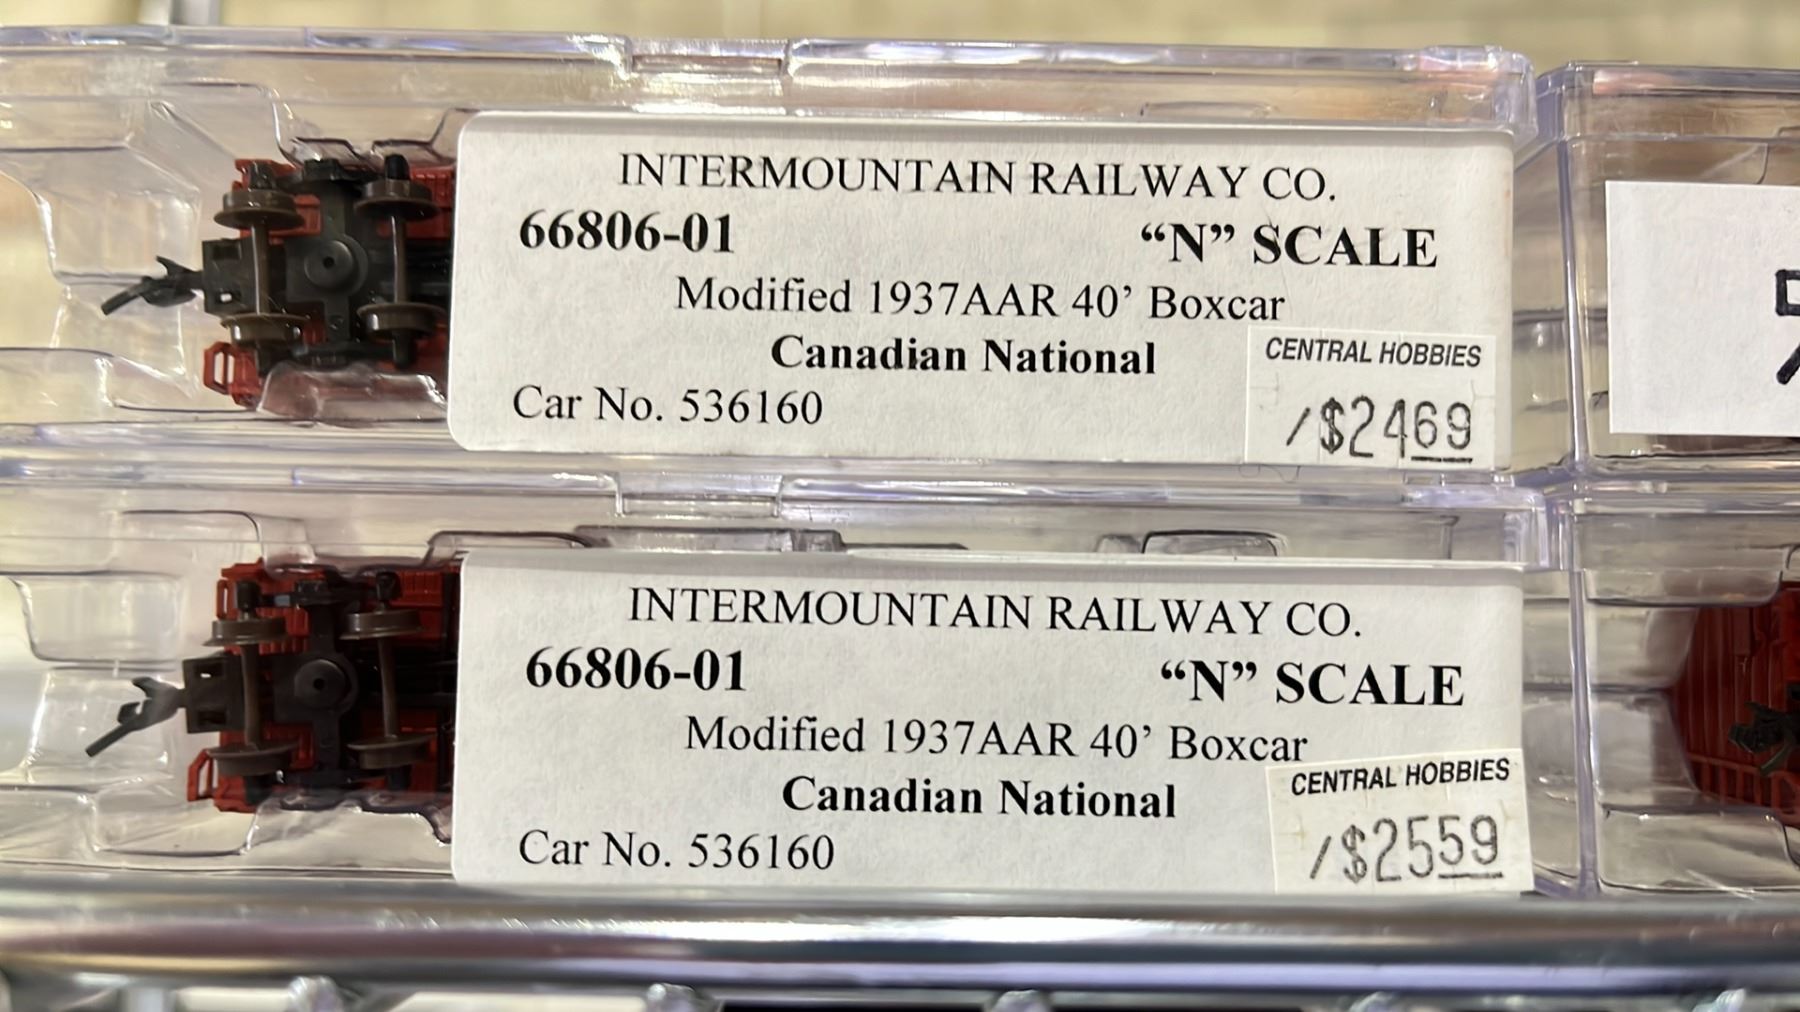 INTERMOUNTAIN RAILWAY CO.
66806-01 “N” SCALE
Modified 1937AAR 40’ Boxcar
Canadian National
Car No. 536160
CENTRAL HOBBIES
/$2469
INTERMOUNTAIN RAILWAY CO.
66806-01 “N” SCALE
Modified 1937AAR 40’ Boxcar
Canadian National
Car No. 536160
CENTRAL HOBBIES
/$2559